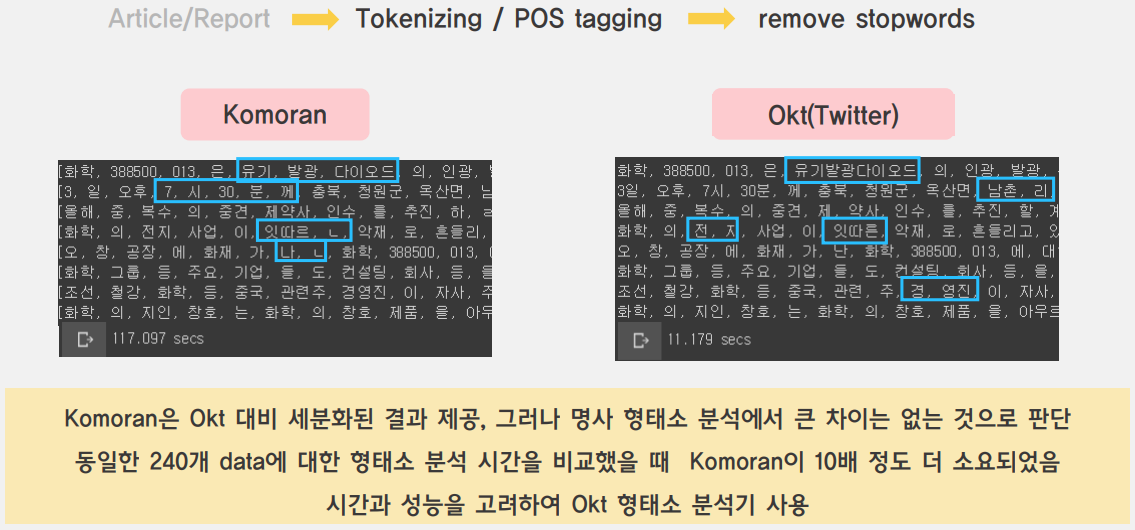 Article/Report Tokenizing / POS tagging remove stopwords
Komoran
[화학, 388500, 013, 은, 유기, 발광, 다이오드, 의, 인광,
[3, 일, 오후, 7, 시, 30, 분, 께, 충북, 청원군, 옥산면, 남
[올해, 중, 복수, 의, 중견, 제약사, 인수, 를, 추진, 하,
[화학, 의, 전지, 사업, 이, 잇따르, ㄴ, 악재, 로, 흔들리,
[오, 창, 공장, 에, 화재, 가, 나, ㄴ, 화학, 388500, 013,
[화학, 그룹, 등, 주요, 기업, 들, 도, 컨설팅, 회사, 등, 을
[조선, 철강, 화학, 등, 중국, 관련주, 경영진, 이, 자사, 주
[화학, 의, 지인, 창호, 는, 화학, 의, 창호, 제품, 을, 아우
117.097 secs
Okt(Twitter)
화학, 388500, 013, 은, 유기발광다이오드, 의, 인광, 발광,
3일, 오후, 7시, 30분, 께, 충북, 청원군, 옥산면, 남촌, 리
올해, 중, 복수, 의, 중견, 제, 약사, 인수, 를, 추진, 할, 계
화학, 의, 전, 지, 사업, 이, 잇따른, 악재, 로, 흔들리고, 있
오, 창, 공장, 에, 화재, 가, 난, 화학, 388500, 013, 에, 대
화학, 그룹, 등, 주요, 기업, 들, 도, 컨설팅, 회사, 등, 을,
조선, 철강, 화학, 등, 중국, 관련, 주, 경, 영진, 이, 자사,
화학, 의, 지인, 창호, 는, 화학, 의, 창호, 제품, 을, 아우르
11.179 secs
Komoran은 Okt 대비 세분화된 결과 제공, 그러나 명사 형태소 분석에서 큰 차이는 없는 것으로 판단
동일한 240개 data에 대한 형태소 분석 시간을 비교했을 때 Komoran이 10배 정도 더 소요되었음
시간과 성능을 고려하여 Okt 형태소 분석기 사용